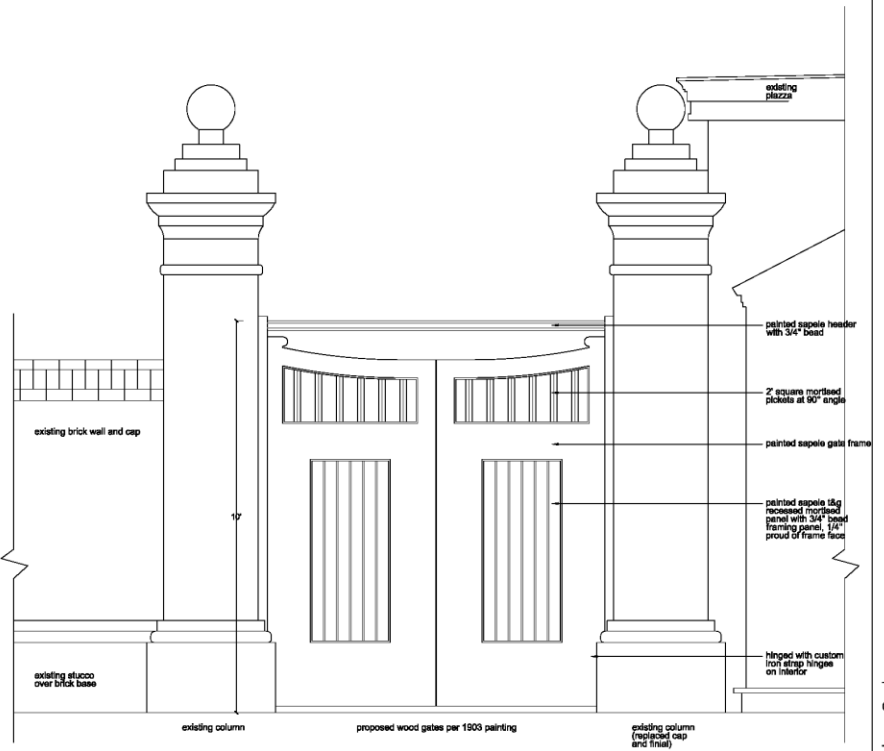 existing
piazza
painted sapele header
with 3/4" bead
2' square mortised
pickets at 90° angle
existing brick wall and cap
painted sapele gate frame
painted sapele t&g
recessed mortised
panel with 3/4" bead
framing panel, 1/4"
proud of frame face
10'
hinged with custom
iron strap hinges
on interior
existing stucco
over brick base
existing column
proposed wood gates per 1903 painting
existing column
(replaced cap
and finial)